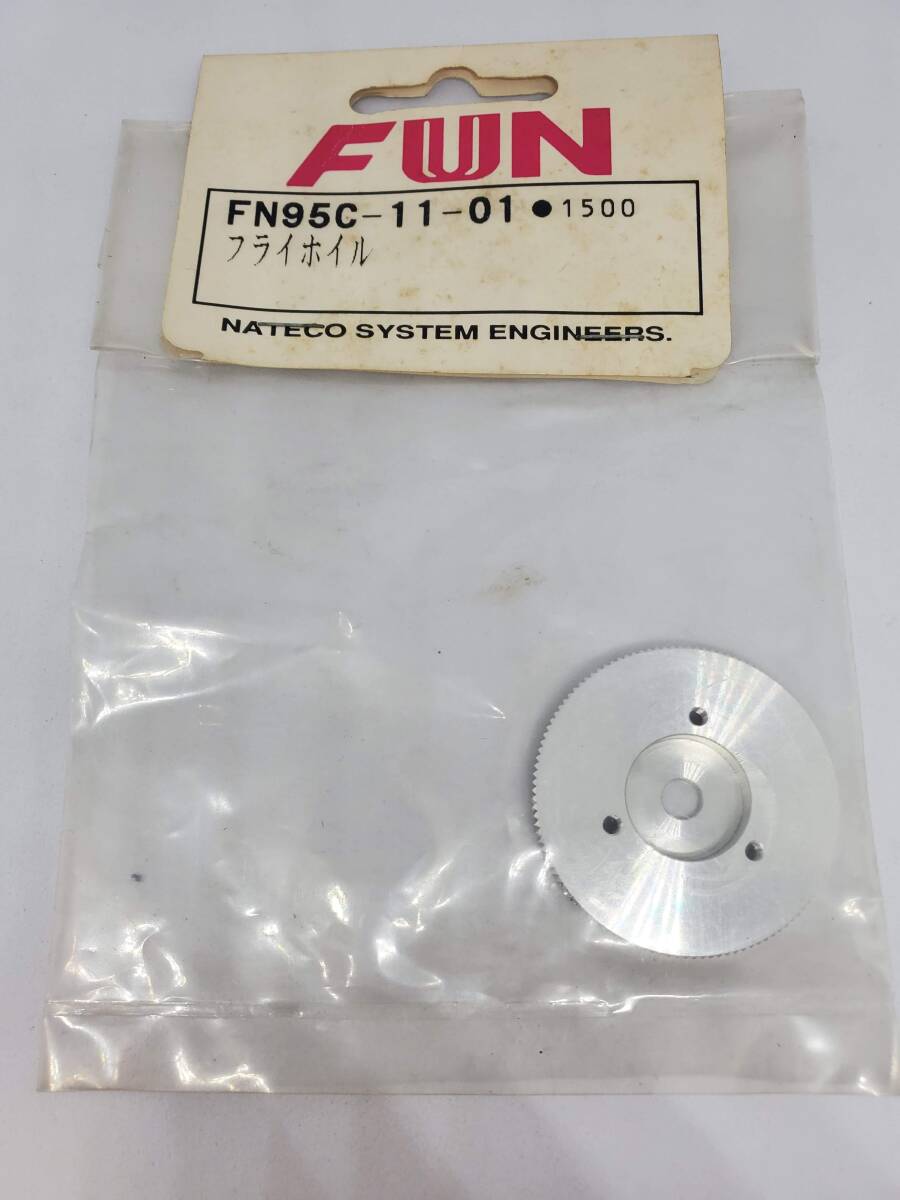 FUN
FN95C-11-01●1500
フライホイル
NATECO SYSTEM ENGINEERS.